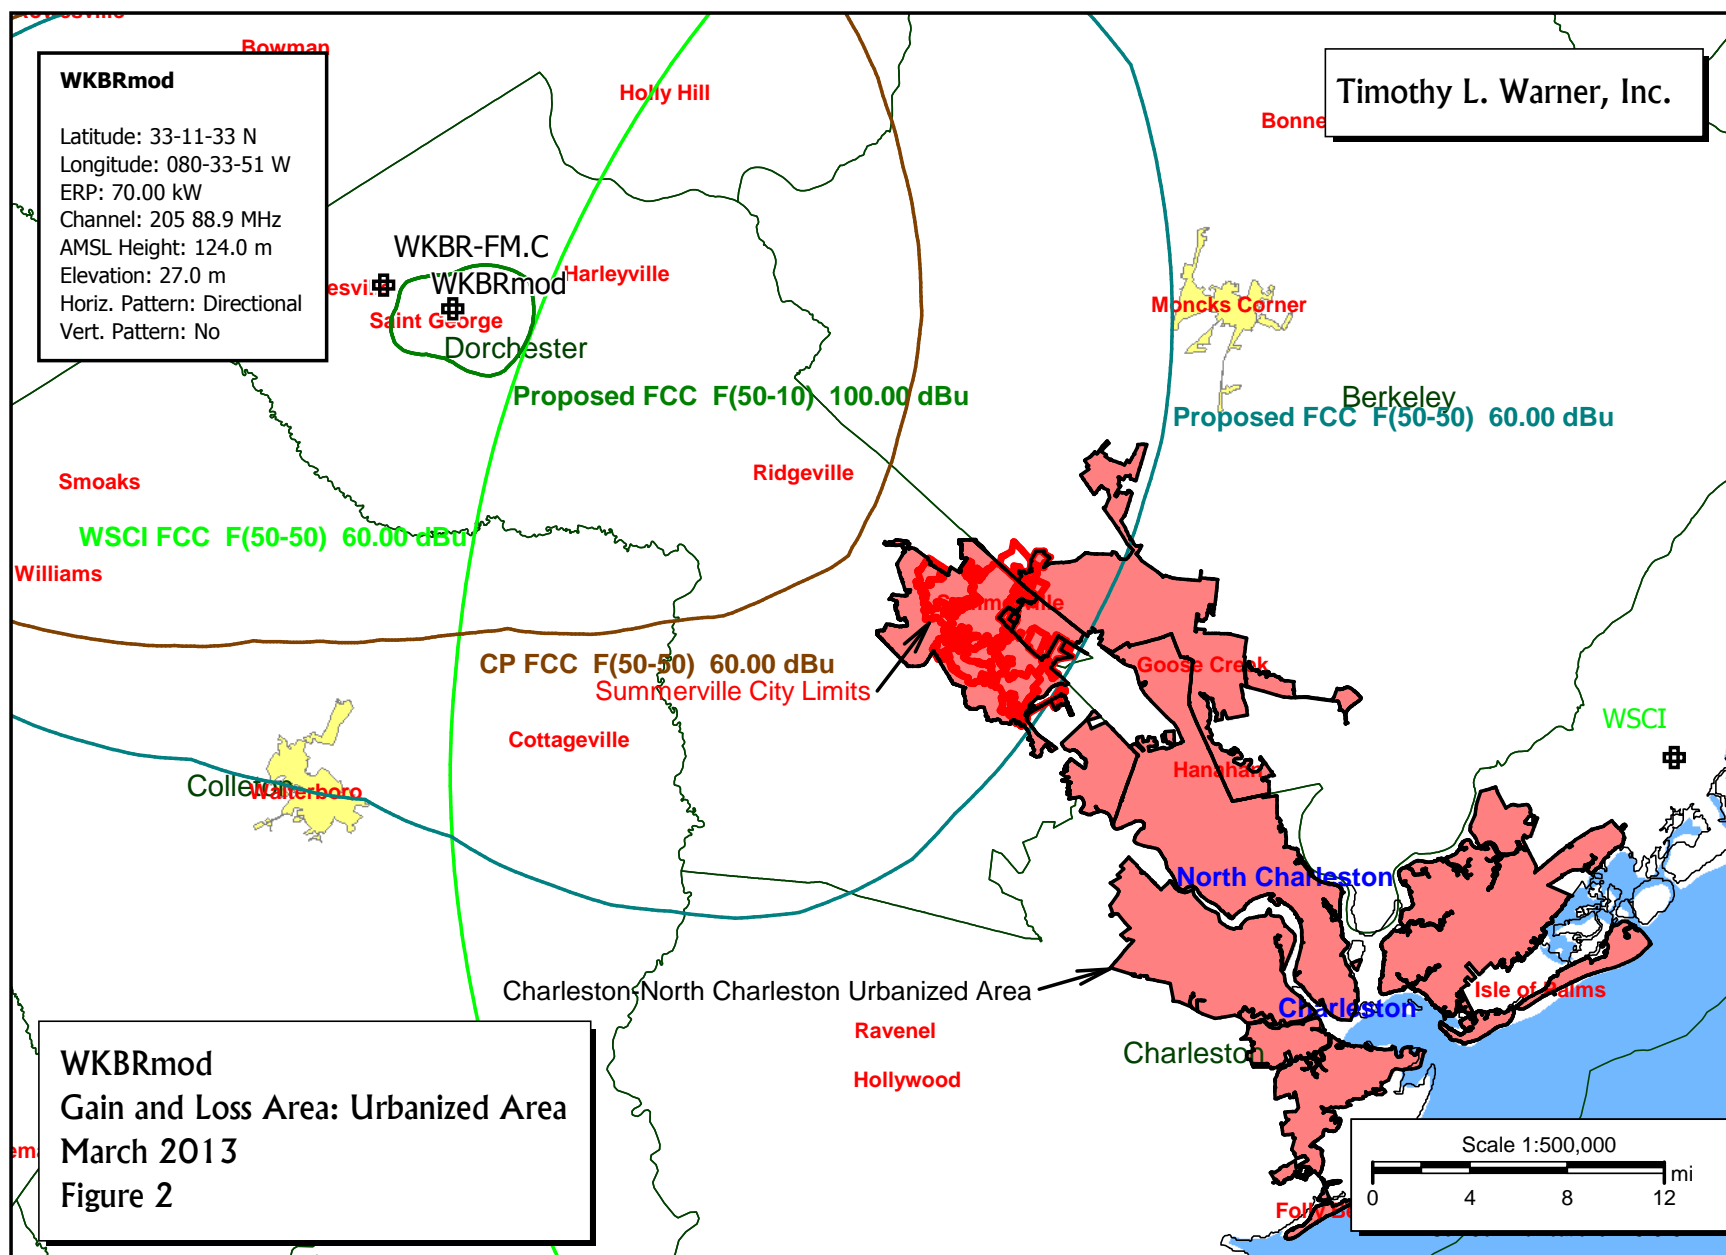 Bowman
WKBRmod
Latitude: 33-11-33 N
Longitude: 080-33-51 W
ERP: 70.00 kW
Channel: 205 88.9 MHz
AMSL Height: 124.0 m
Elevation: 27.0 m
Horiz. Pattern: Directional
Vert. Pattern: No
Timothy L. Warner, Inc.
Holly Hill
Bonne
WKBR-FM.C
WKBRmod
Harleyville
Saint George
Dorchester
Moncks Corner
Berkeley
Proposed FCC F(50-10) 100.00 dBu
Proposed FCC F(50-50) 60.00 dBu
Smoaks
Ridgeville
WSCI FCC F(50-50) 60.00 dBu
Williams
Summerville
CP FCC F(50-50) 60.00 dBu
Goose Creek
Summerville City Limits
WSCI
Cottageville
Hanahan
Colleton
Walterboro
North Charleston
Charleston North Charleston Urbanized Area
Isle of Palms
Charleston
Ravenel
Charleston
Hollywood
WKBRmod
Gain and Loss Area: Urbanized Area
March 2013
Figure 2
Scale 1:500,000
mi
0 4 8 12